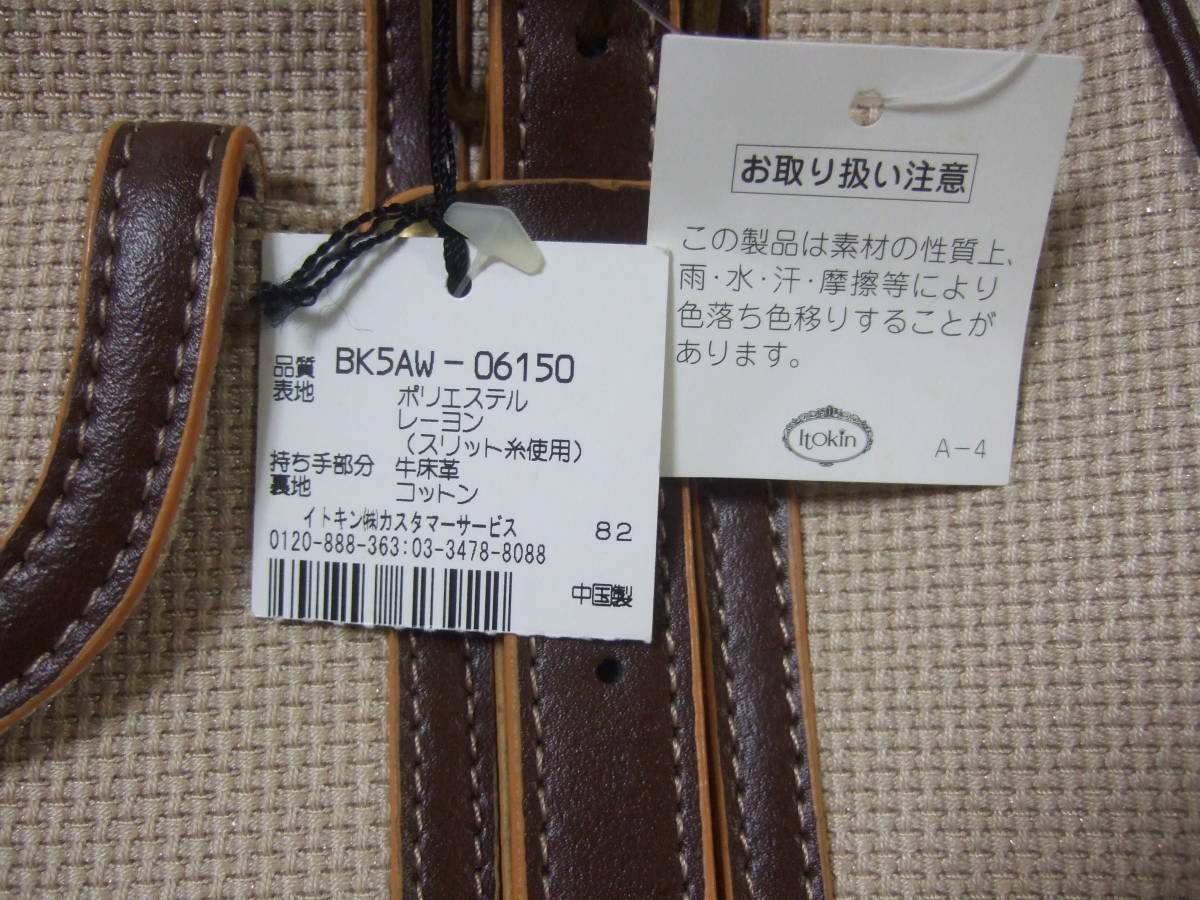 品質 BK5AW-06150
表地 ポリエステル
レーヨン
(スリット糸使用)
持ち手部分 牛床革
裏地 コットン
イトキン㈱カスタマーサービス
82
0120-888-363:03-3478-8088
中国製
お取り扱い注意
この製品は素材の性質上、
雨・水・汗・摩擦等により
色落ち色移りすることが
あります。
Itokin
A-4